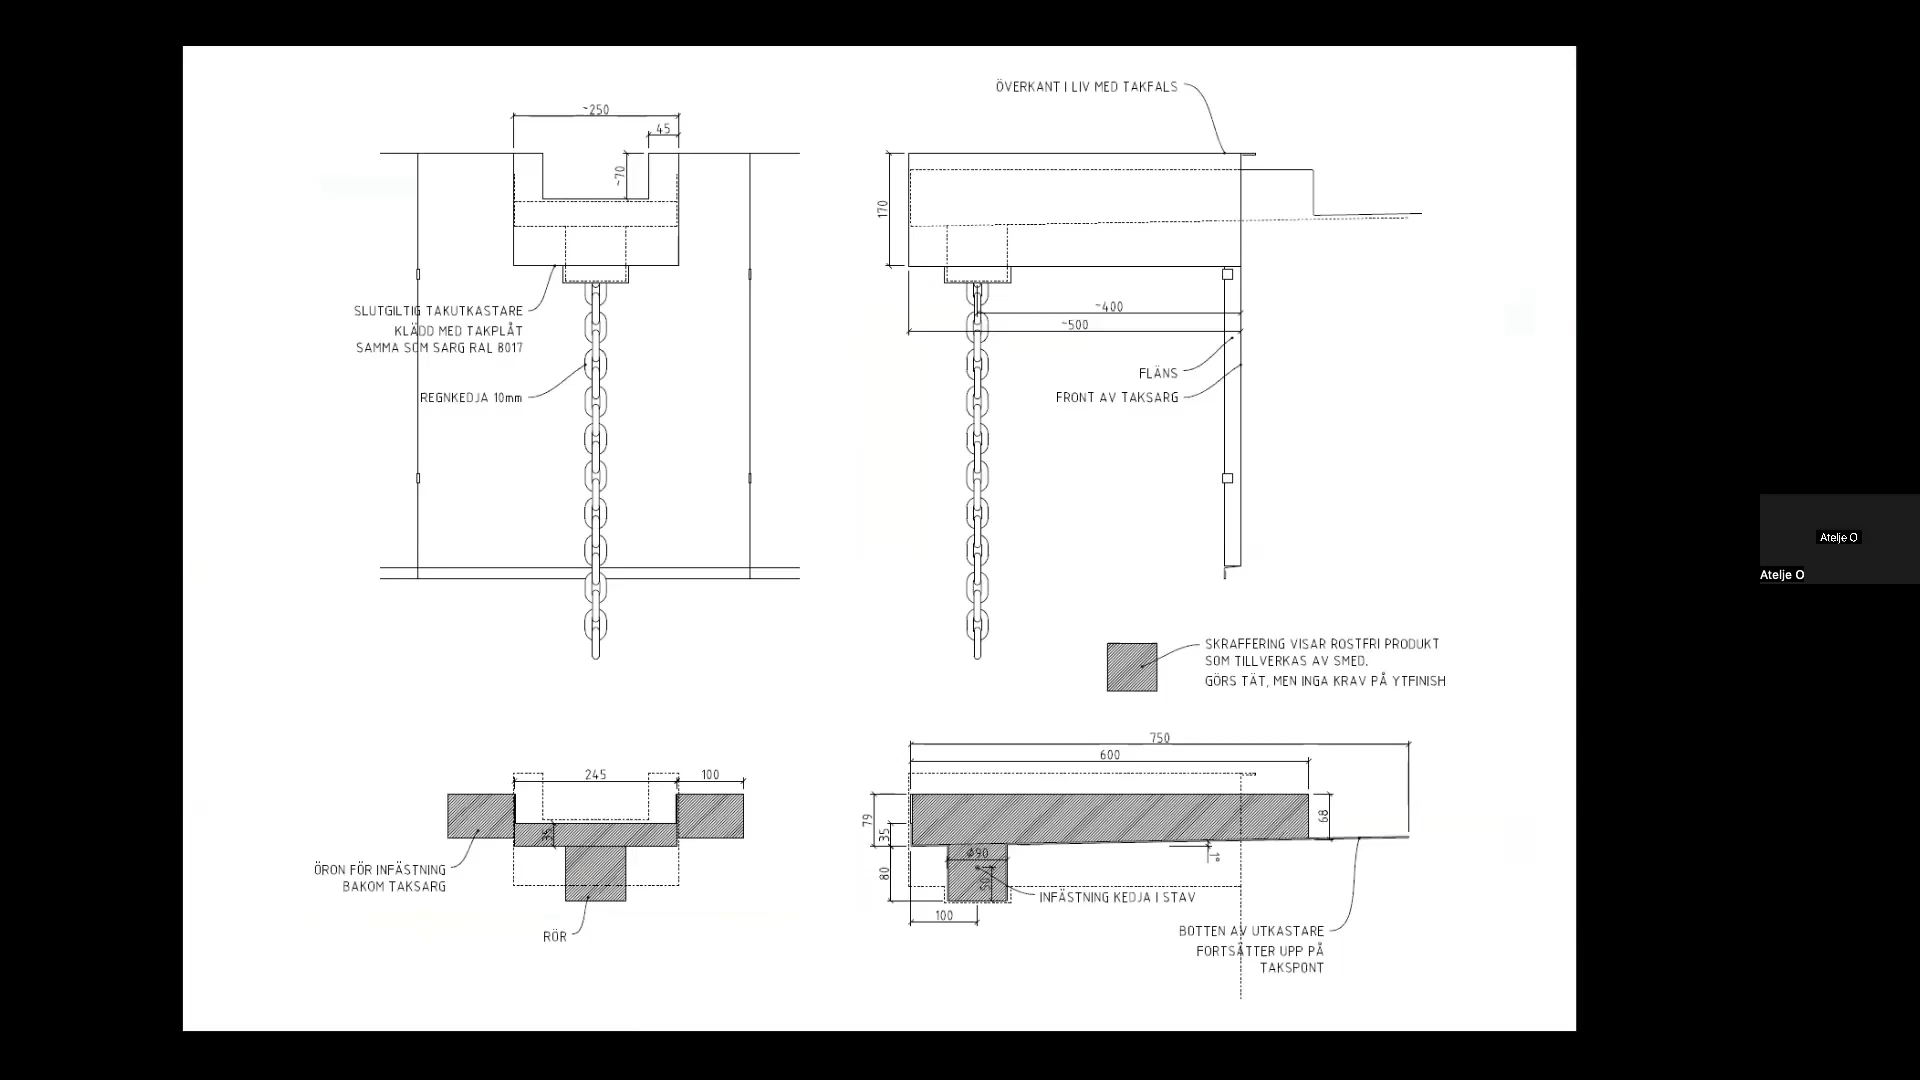 ÖVERKANT I LIV MED TAKFALS
~250
45
~70
170
SLUTGILTIG TAKUTKASTARE
KLÄDD MED TAKPLÅT
SAMMA SOM SARG RAL 8017
REGNKEDJA 10mm
~400
~500
FLÄNS
FRONT AV TAKSARG
Atelje O
Atelje O
SKRAFFERING VISAR ROSTFRI PRODUKT
SOM TILLVERKAS AV SMED.
GÖRS TÄT, MEN INGA KRAV PÅ YTFINISH
245
100
35
ÖRON FÖR INFÄSTNING
BAKOM TAKSARG
RÖR
750
600
79
35
68
1°
Ø90
80
50
INFÄSTNING KEDJA I STAV
100
BOTTEN AV UTKASTARE
FORTSÄTTER UPP PÅ
TAKSPONT